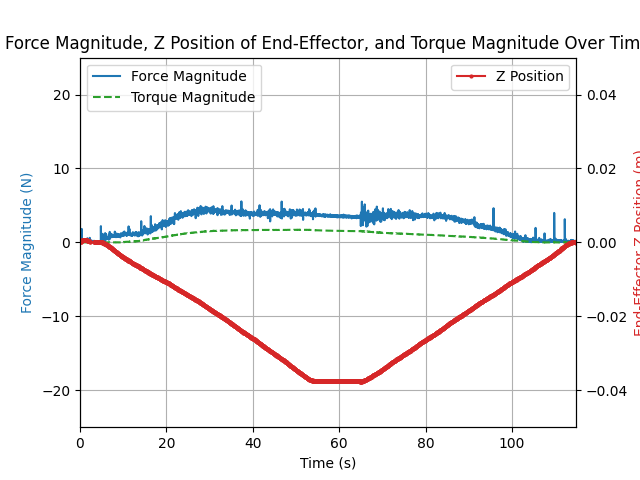 Force Magnitude, Z Position of End-Effector, and Torque Magnitude Over Tim
Force Magnitude
Torque Magnitude
Z Position
20
10
0
−10
−20
0.04
0.02
0.00
−0.02
−0.04
Force Magnitude (N)
End-Effector Z Position (m)
0 20 40 60 80 100
Time (s)